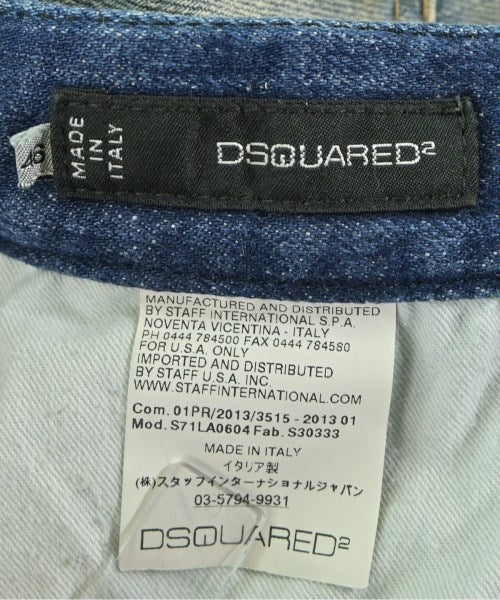 46
MADE
IN
ITALY
DSQUARED²
MANUFACTURED AND DISTRIBUTED
BY STAFF INTERNATIONAL S.P.A.
NOVENTA VICENTINA - ITALY
PH 0444 784500 FAX 0444 784580
FOR U.S.A. ONLY
IMPORTED AND DISTRIBUTED
BY STAFF U.S.A. INC.
WWW.STAFFINTERNATIONAL.COM
Com. 01PR/2013/3515 - 2013 01
Mod. S71LA0604 Fab. S30333
MADE IN ITALY
イタリア製
(株)スタッフインターナショナルジャパン
03-5794-9931
DSQUARED²